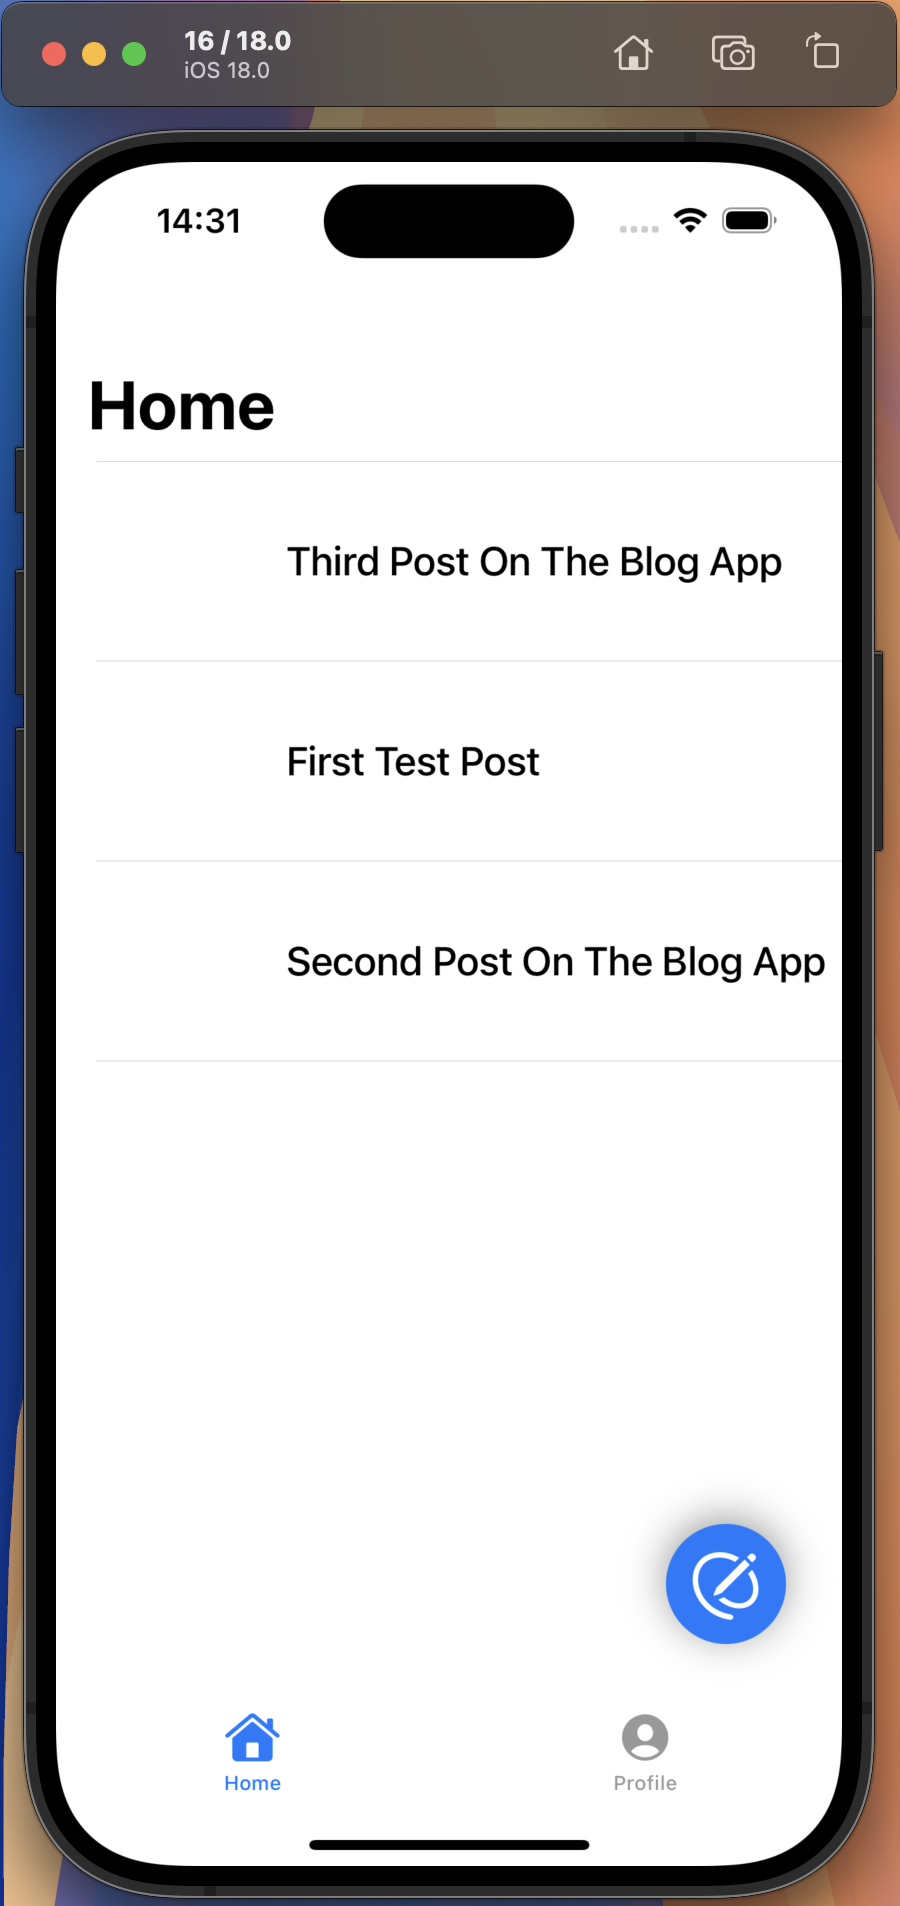 16 / 18.0
iOS 18.0
14:31
Home
Third Post On The Blog App
First Test Post
Second Post On The Blog App
Home
Profile